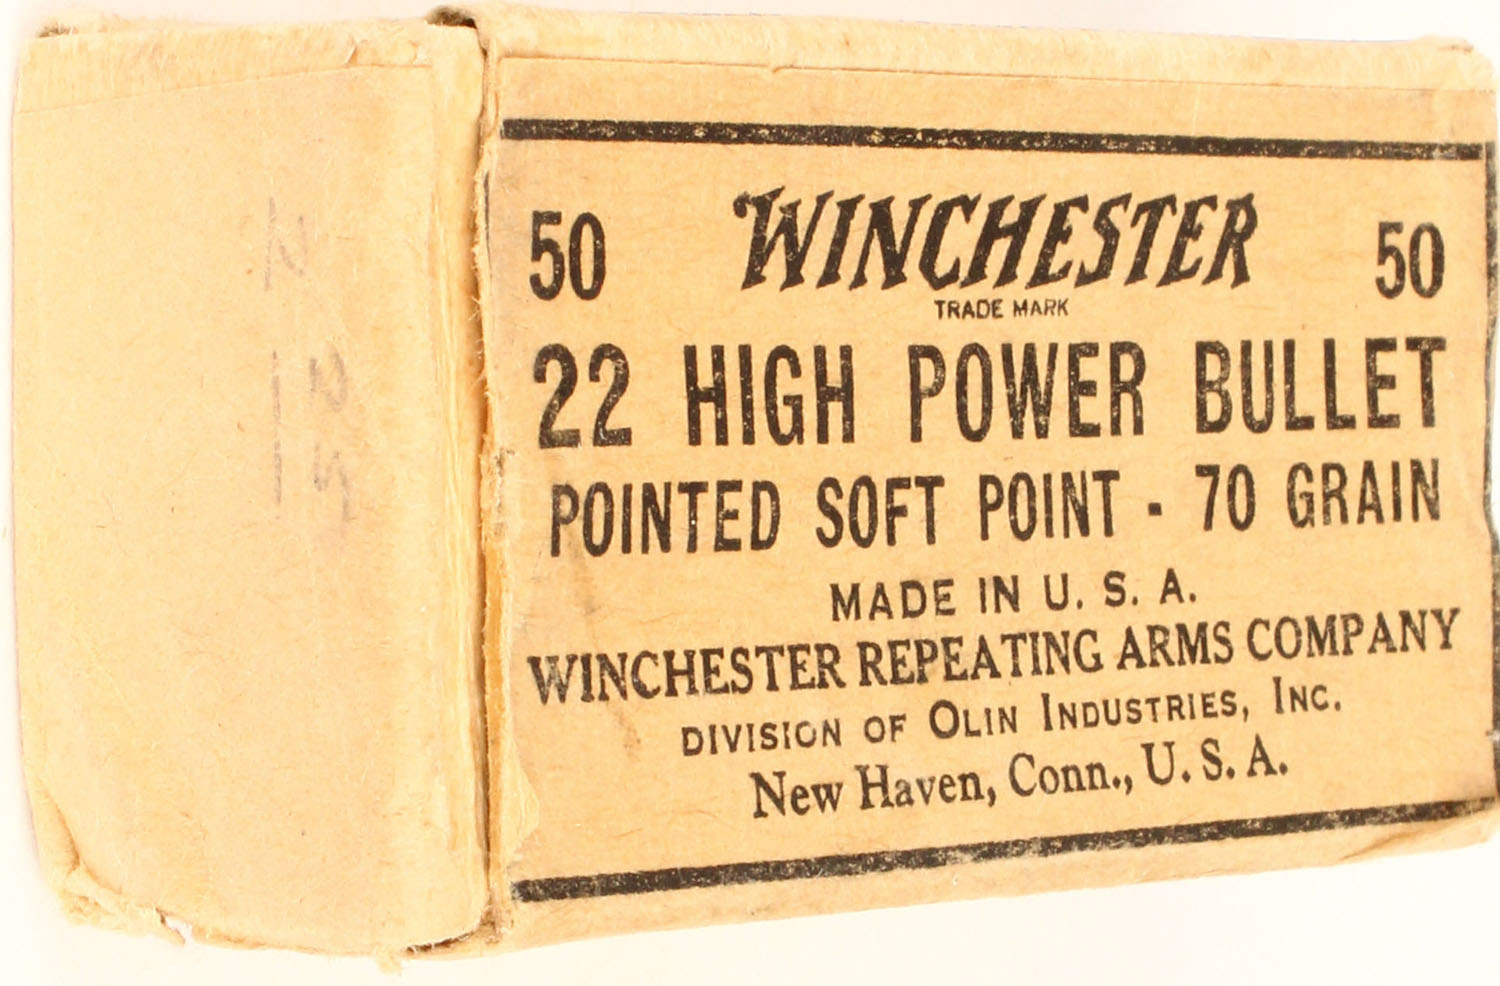 50 WINCHESTER 50
TRADE MARK
22 HIGH POWER BULLET
POINTED SOFT POINT - 70 GRAIN
MADE IN U. S. A.
WINCHESTER REPEATING ARMS COMPANY
DIVISION OF OLIN INDUSTRIES, INC.
New Haven, Conn., U. S. A.